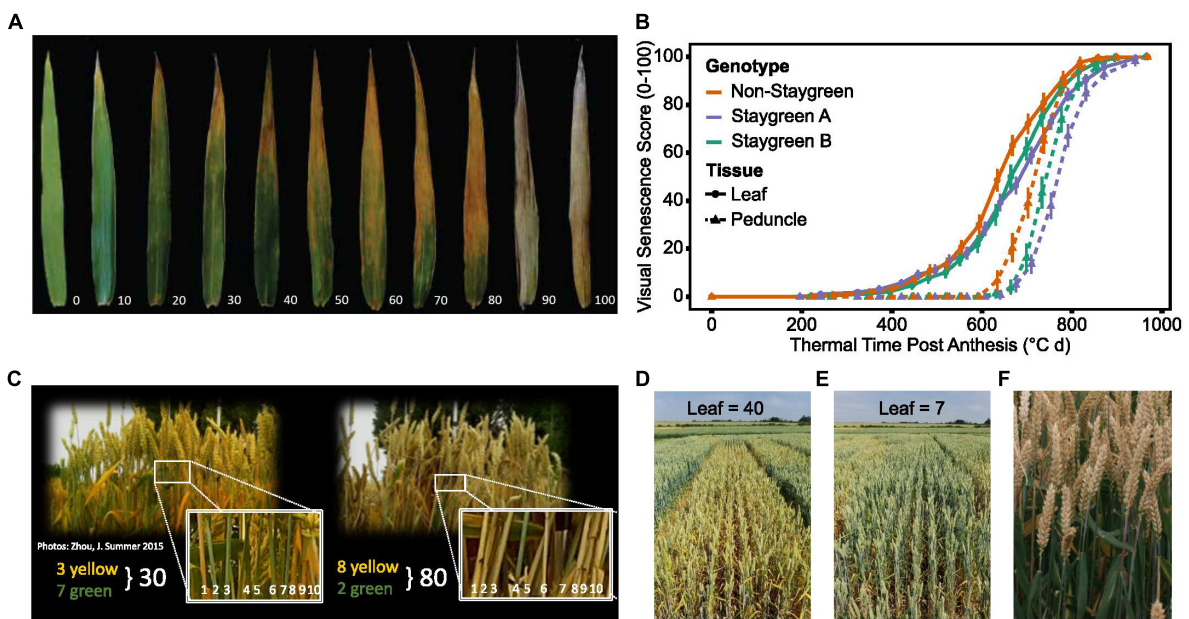 A
0 10 20 30 40 50 60 70 80 90 100
B
Visual Senescence Score (0-100)
100
80
60
40
20
0
Genotype
Non-Staygreen
Staygreen A
Staygreen B
Tissue
Leaf
Peduncle
0 200 400 600 800 1000
Thermal Time Post Anthesis (°C d)
C
Photos: Zhou, J. Summer 2015
3 yellow
7 green
} 30
1 2 3 4 5 6 7 8 9 10
8 yellow
2 green
} 80
1 2 3 4 5 6 7 8 9 10
D
Leaf = 40
E
Leaf = 7
F